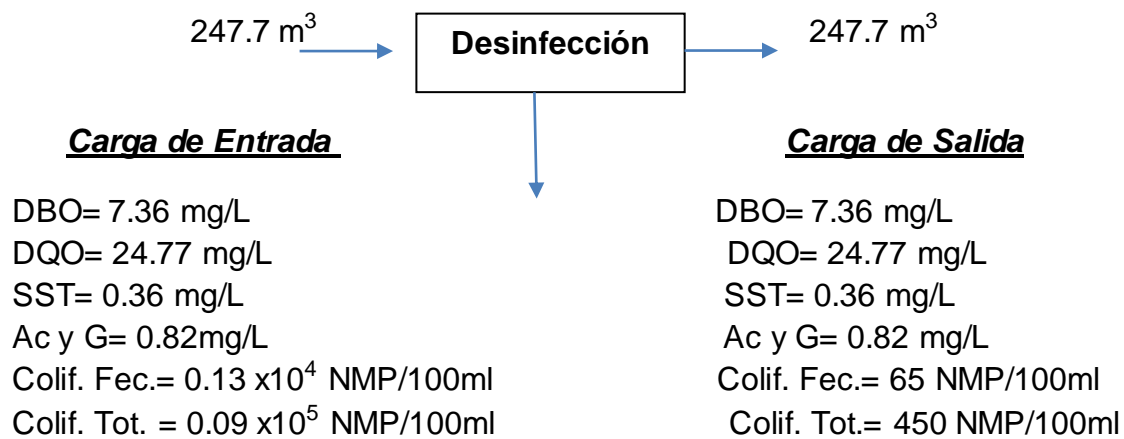 247.7 m³ Desinfección 247.7 m³
Carga de Entrada Carga de Salida
DBO= 7.36 mg/L DBO= 7.36 mg/L
DQO= 24.77 mg/L DQO= 24.77 mg/L
SST= 0.36 mg/L SST= 0.36 mg/L
Ac y G= 0.82mg/L Ac y G= 0.82 mg/L
Colif. Fec.= 0.13 x10⁴ NMP/100ml Colif. Fec.= 65 NMP/100ml
Colif. Tot. = 0.09 x10⁵ NMP/100ml Colif. Tot.= 450 NMP/100ml